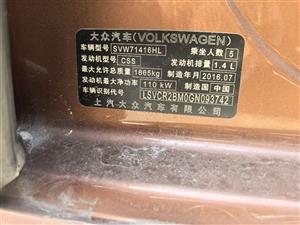 大众汽车(VOLKSWAGEN)
车辆型号 SVW71416HL 乘坐人数 5
发动机型号 CSS 发动机排量 1.4 L
最大允许总质量 1665kg 制造年月 2016.07
发动机最大净功率 110 kW 制造国 中国
车辆识别代号 LSVCR2BM0GN093742
上汽大众汽车有限公司